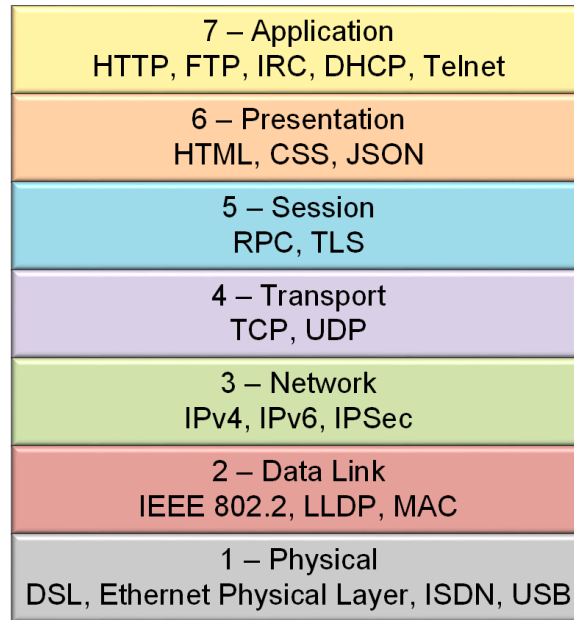 7 – Application
HTTP, FTP, IRC, DHCP, Telnet
6 – Presentation
HTML, CSS, JSON
5 – Session
RPC, TLS
4 – Transport
TCP, UDP
3 – Network
IPv4, IPv6, IPSec
2 – Data Link
IEEE 802.2, LLDP, MAC
1 – Physical
DSL, Ethernet Physical Layer, ISDN, USB